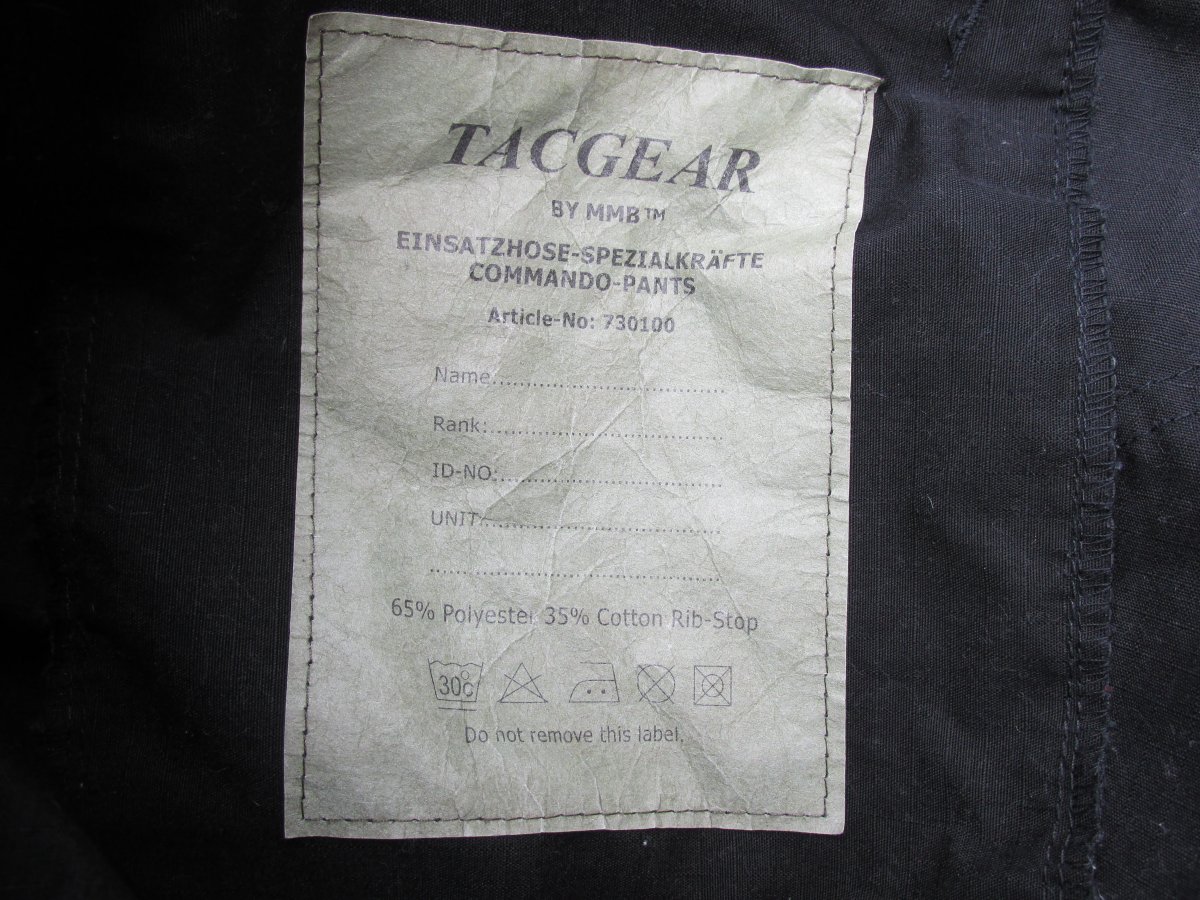 TACGEAR
BY MMB™
EINSATZHOSE-SPEZIALKRÄFTE
COMMANDO-PANTS
Article-No: 730100
Name..............................
Rank:..............................
ID-NO:..............................
UNIT:..............................
..............................
65% Polyester 35% Cotton Rib-Stop
30°C
Do not remove this label.